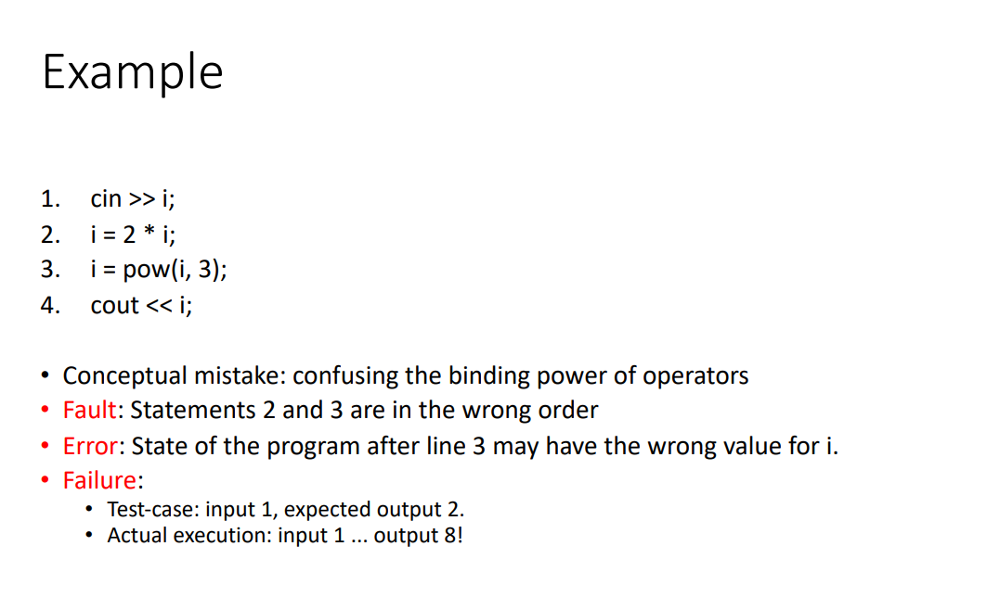 Example
1. cin >> i;
2. i = 2 * i;
3. i = pow(i, 3);
4. cout << i;
• Conceptual mistake: confusing the binding power of operators
• Fault: Statements 2 and 3 are in the wrong order
• Error: State of the program after line 3 may have the wrong value for i.
• Failure:
• Test-case: input 1, expected output 2.
• Actual execution: input 1 ... output 8!